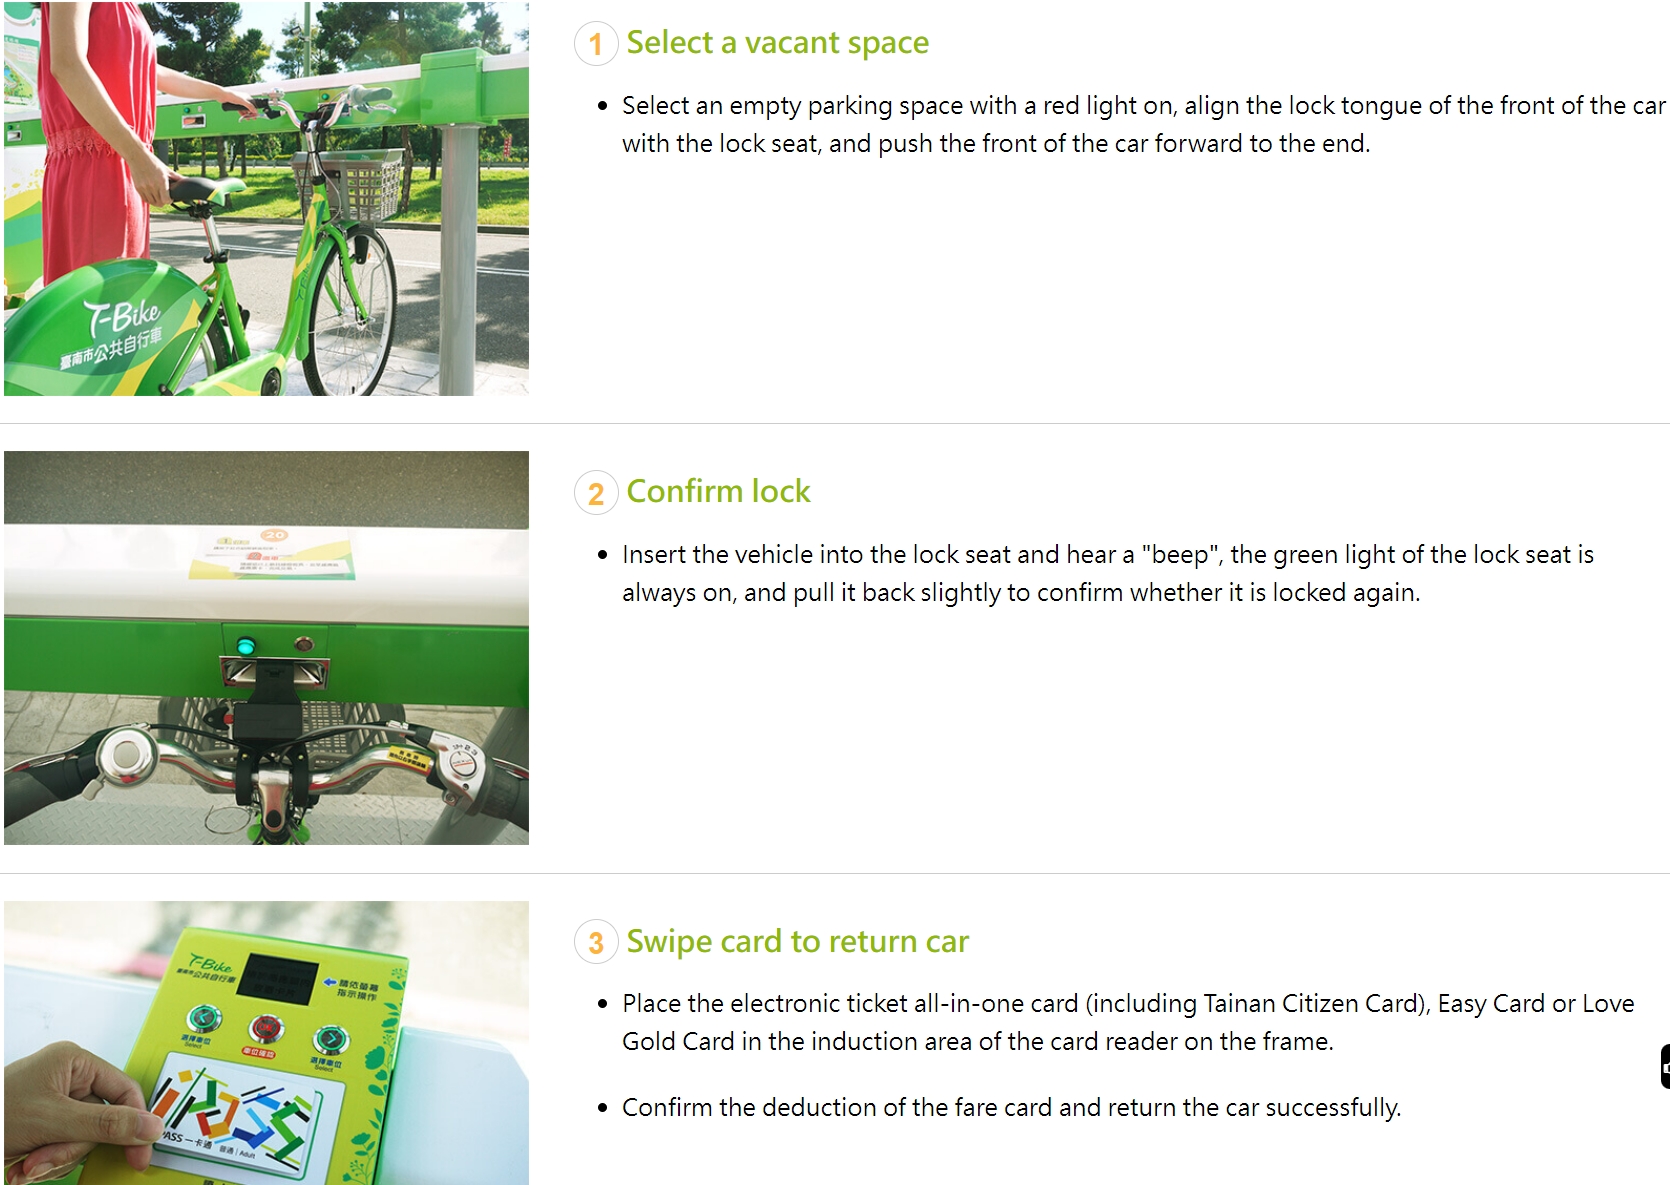 1 Select a vacant space
• Select an empty parking space with a red light on, align the lock tongue of the front of the car
with the lock seat, and push the front of the car forward to the end.
T-Bike
臺南市公共自行車
2 Confirm lock
• Insert the vehicle into the lock seat and hear a "beep", the green light of the lock seat is
always on, and pull it back slightly to confirm whether it is locked again.
20
3 Swipe card to return car
• Place the electronic ticket all-in-one card (including Tainan Citizen Card), Easy Card or Love
Gold Card in the induction area of the card reader on the frame.
• Confirm the deduction of the fare card and return the car successfully.
T-Bike
臺南市公共自行車
請依螢幕
指示操作
選擇車位
Select
車位確認
選擇車位
Select
PASS 一卡通 普通 | Adult